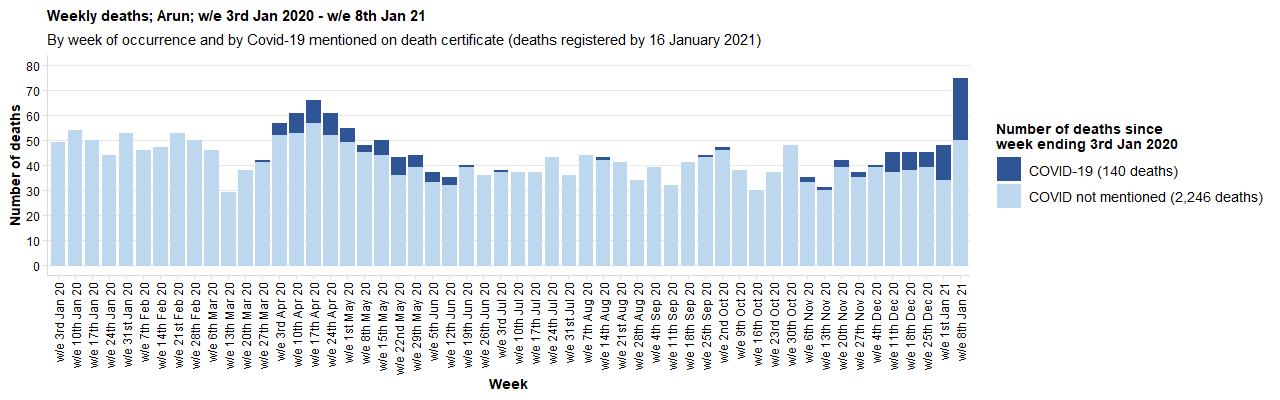 Weekly deaths; Arun; w/e 3rd Jan 2020 - w/e 8th Jan 21
By week of occurrence and by Covid-19 mentioned on death certificate (deaths registered by 16 January 2021)
Number of deaths
80
70
60
50
40
30
20
10
0
w/e 3rd Jan 20
w/e 10th Jan 20
w/e 17th Jan 20
w/e 24th Jan 20
w/e 31st Jan 20
w/e 7th Feb 20
w/e 14th Feb 20
w/e 21st Feb 20
w/e 28th Feb 20
w/e 6th Mar 20
w/e 13th Mar 20
w/e 20th Mar 20
w/e 27th Mar 20
w/e 3rd Apr 20
w/e 10th Apr 20
w/e 17th Apr 20
w/e 24th Apr 20
w/e 1st May 20
w/e 8th May 20
w/e 15th May 20
w/e 22nd May 20
w/e 29th May 20
w/e 5th Jun 20
w/e 12th Jun 20
w/e 19th Jun 20
w/e 26th Jun 20
w/e 3rd Jul 20
w/e 10th Jul 20
w/e 17th Jul 20
w/e 24th Jul 20
w/e 31st Jul 20
w/e 7th Aug 20
w/e 14th Aug 20
w/e 21st Aug 20
w/e 28th Aug 20
w/e 4th Sep 20
w/e 11th Sep 20
w/e 18th Sep 20
w/e 25th Sep 20
w/e 2nd Oct 20
w/e 9th Oct 20
w/e 16th Oct 20
w/e 23rd Oct 20
w/e 30th Oct 20
w/e 6th Nov 20
w/e 13th Nov 20
w/e 20th Nov 20
w/e 27th Nov 20
w/e 4th Dec 20
w/e 11th Dec 20
w/e 18th Dec 20
w/e 25th Dec 20
w/e 1st Jan 21
w/e 8th Jan 21
Week
Number of deaths since
week ending 3rd Jan 2020
COVID-19 (140 deaths)
COVID not mentioned (2,246 deaths)